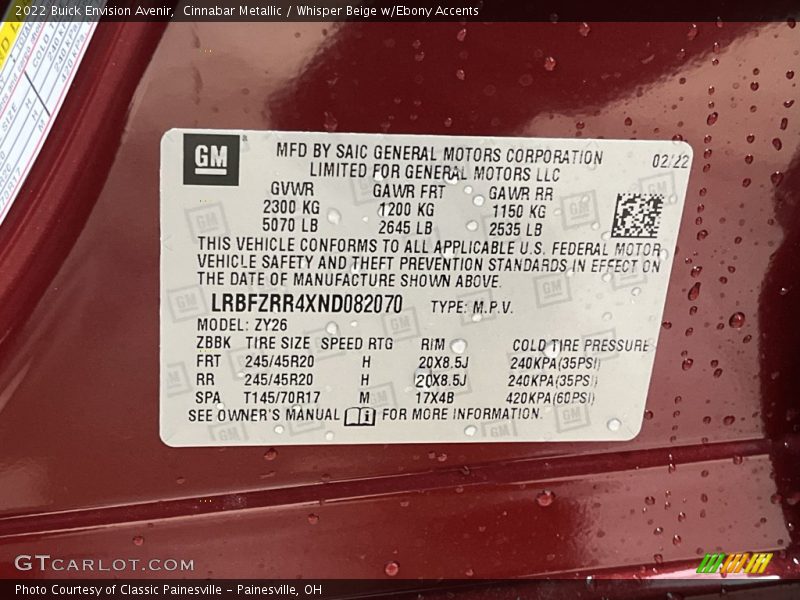 2022 Buick Envision Avenir, Cinnabar Metallic / Whisper Beige w/Ebony Accents
GM
MFD BY SAIC GENERAL MOTORS CORPORATION 02/22
LIMITED FOR GENERAL MOTORS LLC
GVWR GAWR FRT GAWR RR
2300 KG 1200 KG 1150 KG
5070 LB 2645 LB 2535 LB
THIS VEHICLE CONFORMS TO ALL APPLICABLE U.S. FEDERAL MOTOR
VEHICLE SAFETY AND THEFT PREVENTION STANDARDS IN EFFECT ON
THE DATE OF MANUFACTURE SHOWN ABOVE.
LRBFZRR4XND082070 TYPE: M.P.V.
MODEL: ZY26
ZBBK TIRE SIZE SPEED RTG RIM COLD TIRE PRESSURE
FRT 245/45R20 H 20X8.5J 240KPA(35PSI)
RR 245/45R20 H 20X8.5J 240KPA(35PSI)
SPA T145/70R17 M 17X4B 420KPA(60PSI)
SEE OWNER'S MANUAL FOR MORE INFORMATION.
GTCARLOT.COM
Photo Courtesy of Classic Painesville - Painesville, OH